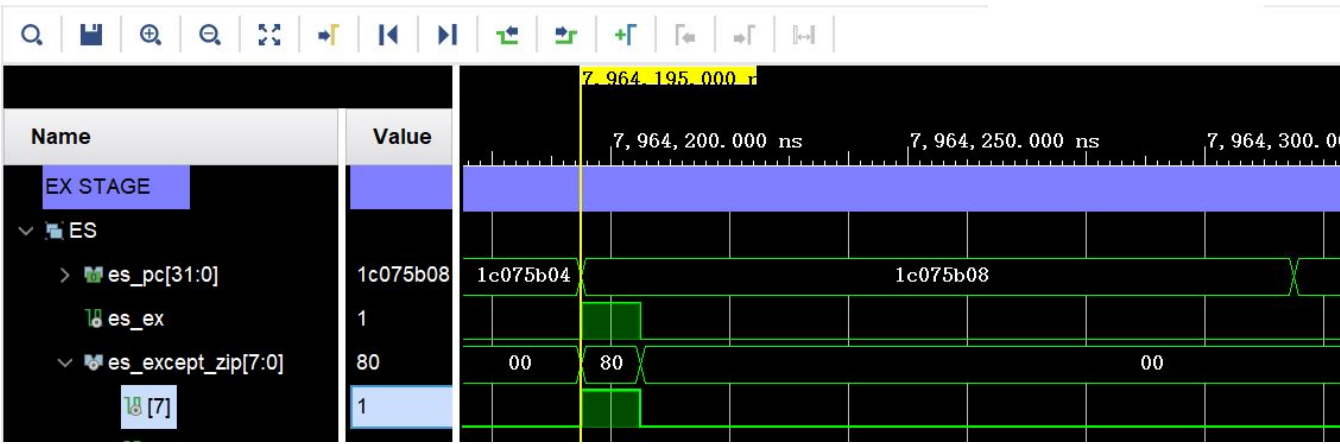 7,964,195.000
Name Value
7,964,200.000 ns 7,964,250.000 ns 7,964,300.0
EX STAGE
ES
es_pc[31:0] 1c075b08 1c075b04 1c075b08
es_ex 1
es_except_zip[7:0] 80 00 80 00
[7] 1